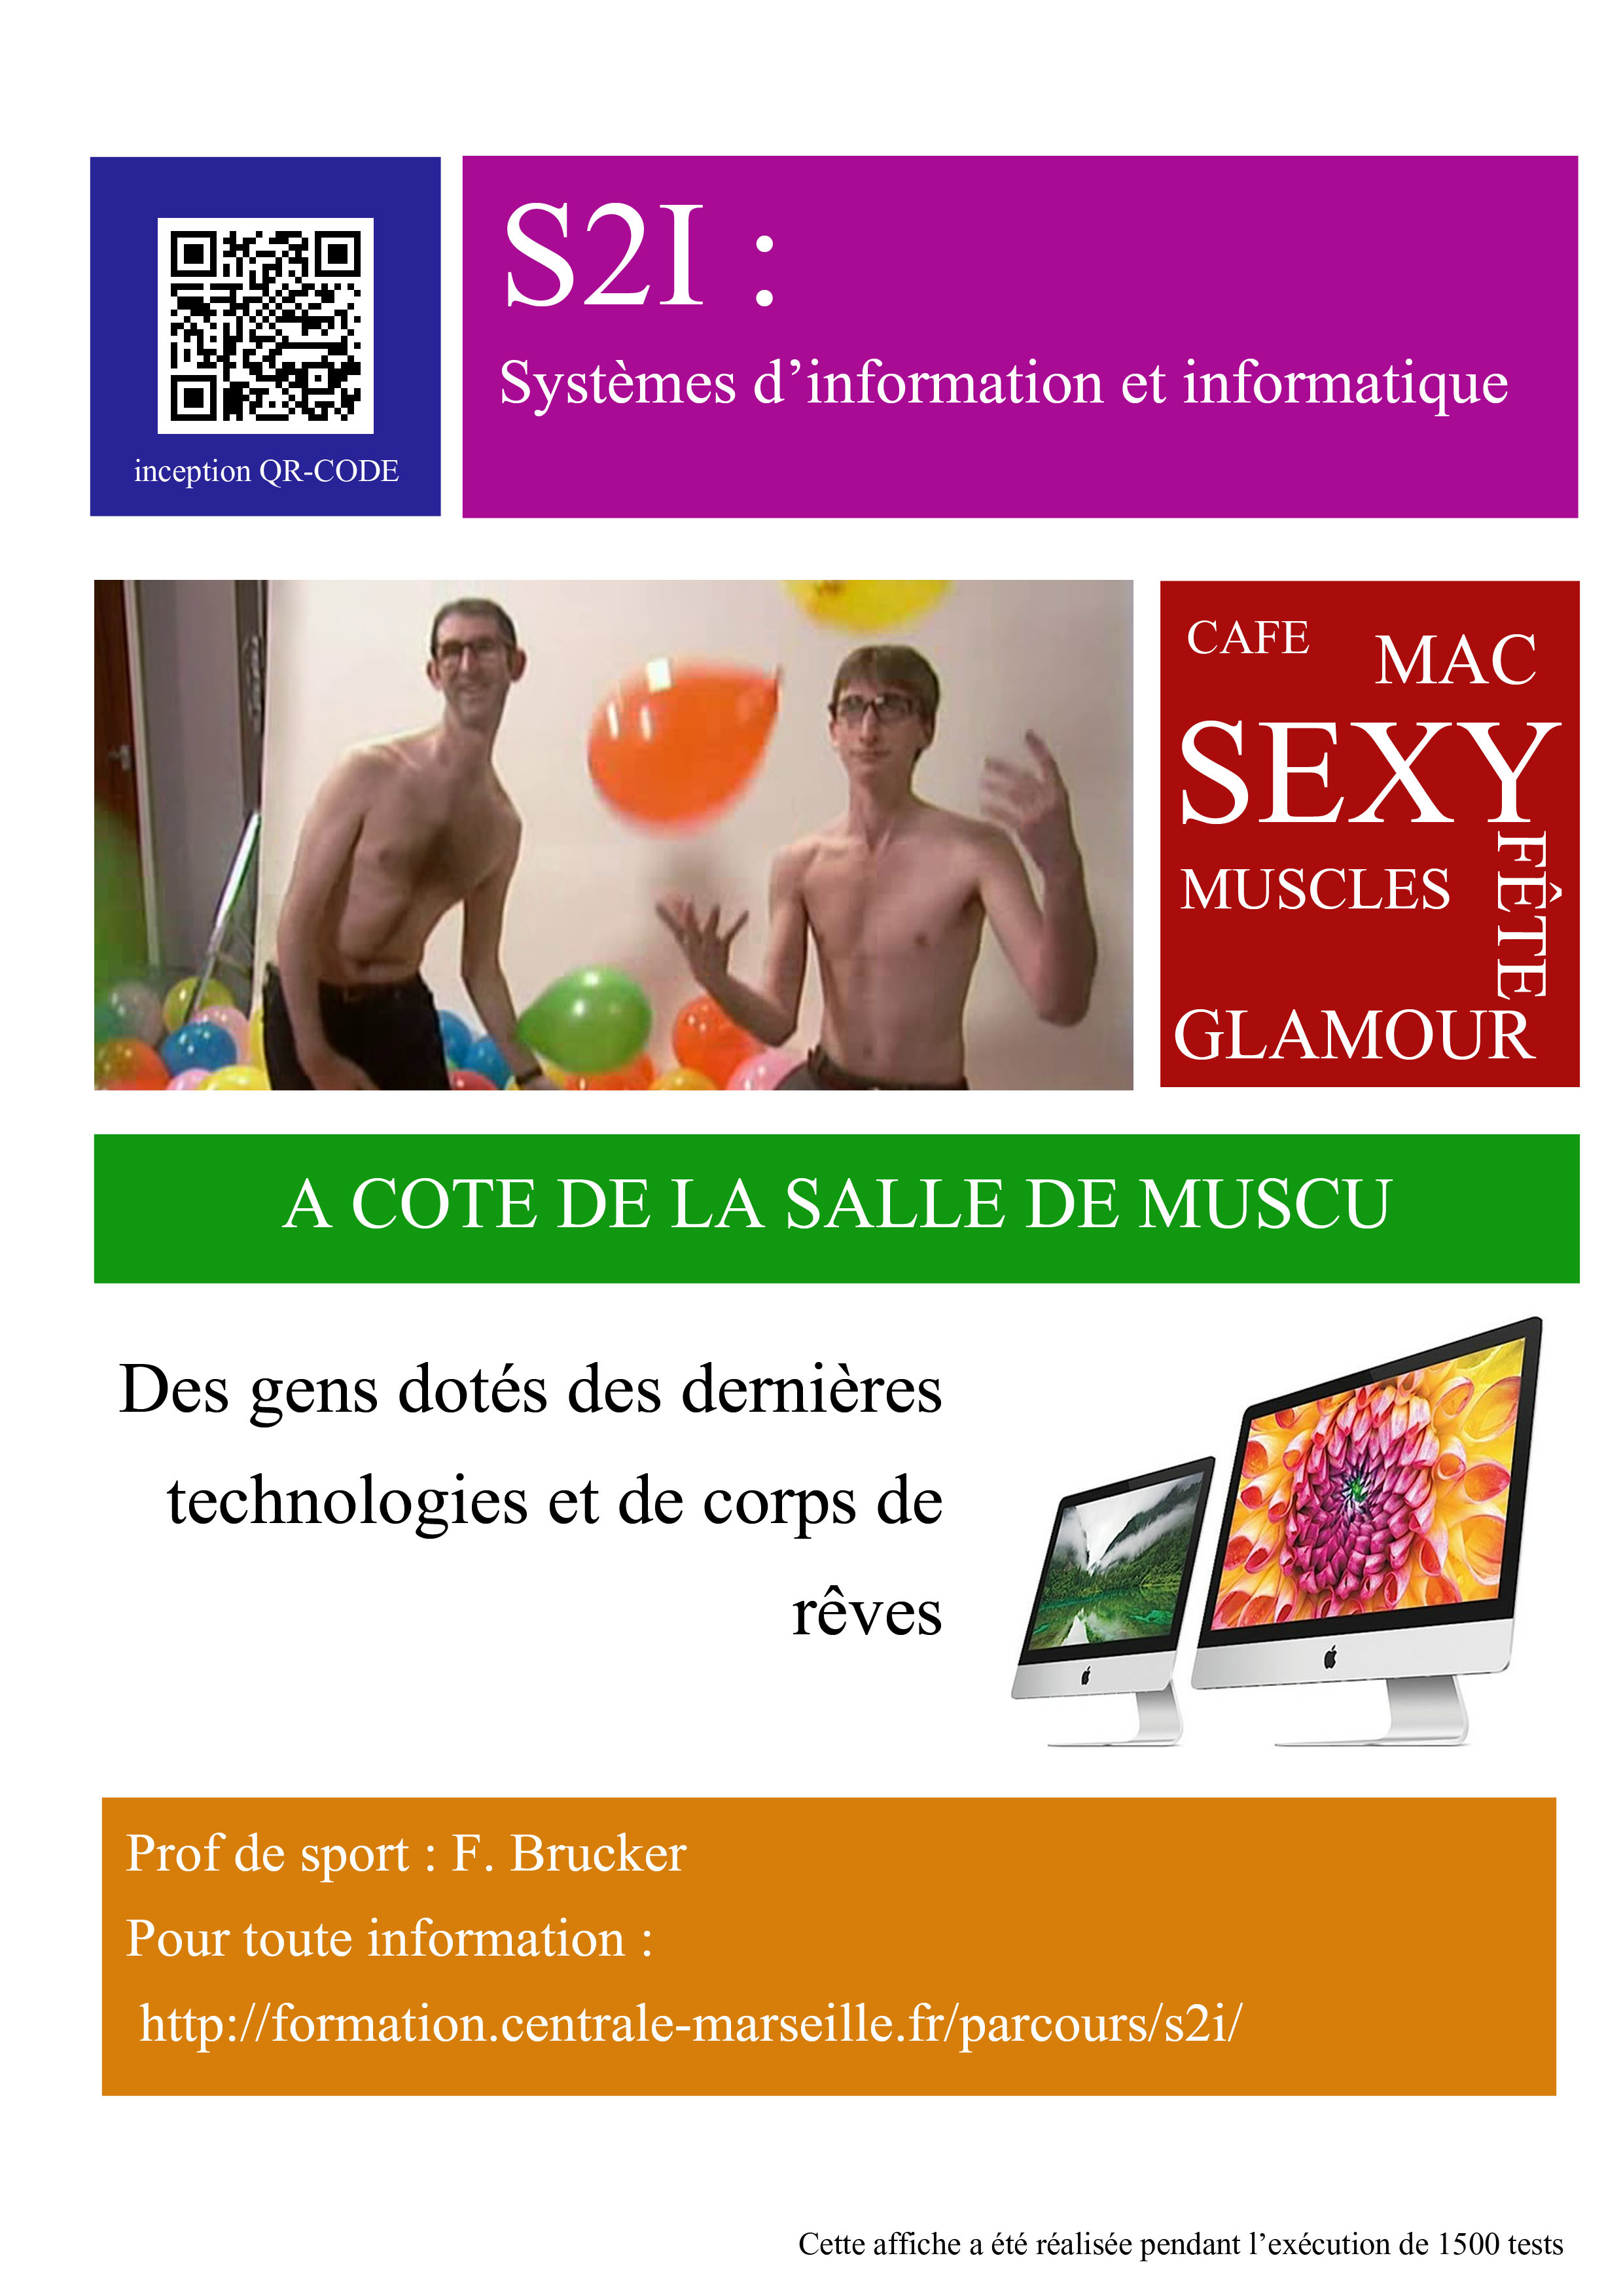 S2I :
Systèmes d’information et informatique
inception QR-CODE
CAFE
MAC
SEXY
MUSCLES
FÊTE
GLAMOUR
A COTE DE LA SALLE DE MUSCU
Des gens dotés des dernières
technologies et de corps de
rêves
Prof de sport : F. Brucker
Pour toute information :
http://formation.centrale-marseille.fr/parcours/s2i/
Cette affiche a été réalisée pendant l’exécution de 1500 tests